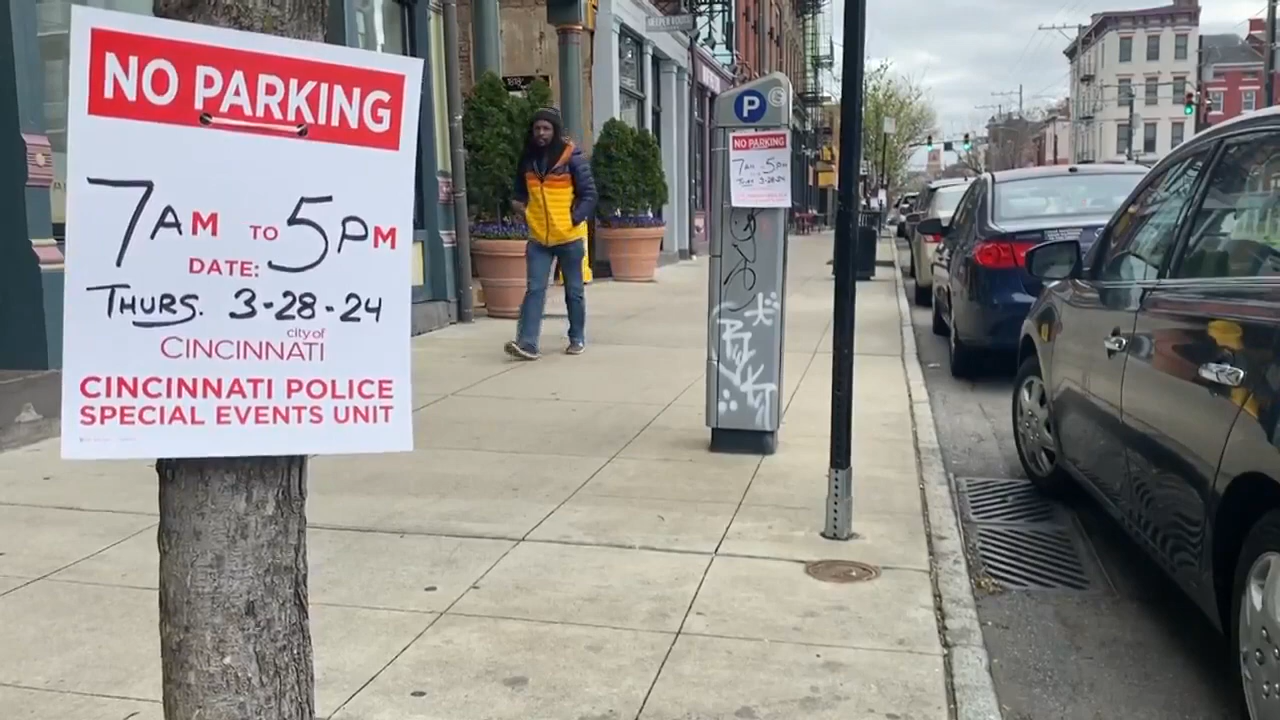 NO PARKING
7AM TO 5PM
DATE:
THURS. 3-28-24
city of
CINCINNATI
CINCINNATI POLICE
SPECIAL EVENTS UNIT
P
NO PARKING
7AM 5PM
THURS 3-28-24